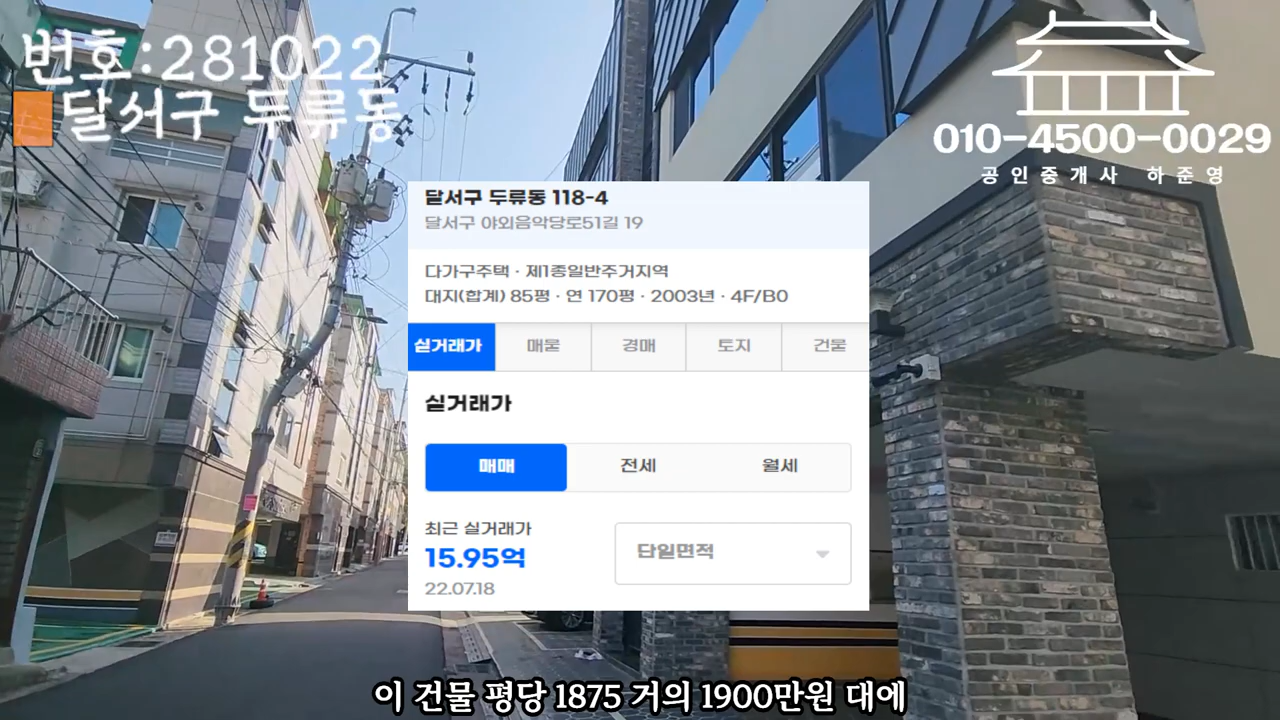 번호:281022
달서구 두류동
010-4500-0029
공인중개사 하준영
달서구 두류동 118-4
달서구 야외음악당로51길 19
다가구주택 · 제1종일반주거지역
대지(합계) 85평 · 연 170평 · 2003년 · 4F/B0
실거래가 매물 경매 토지 건물
실거래가
매매 전세 월세
최근 실거래가
15.95억
단일면적
22.07.18
이 건물 평당 1875 거의 1900만원 대에